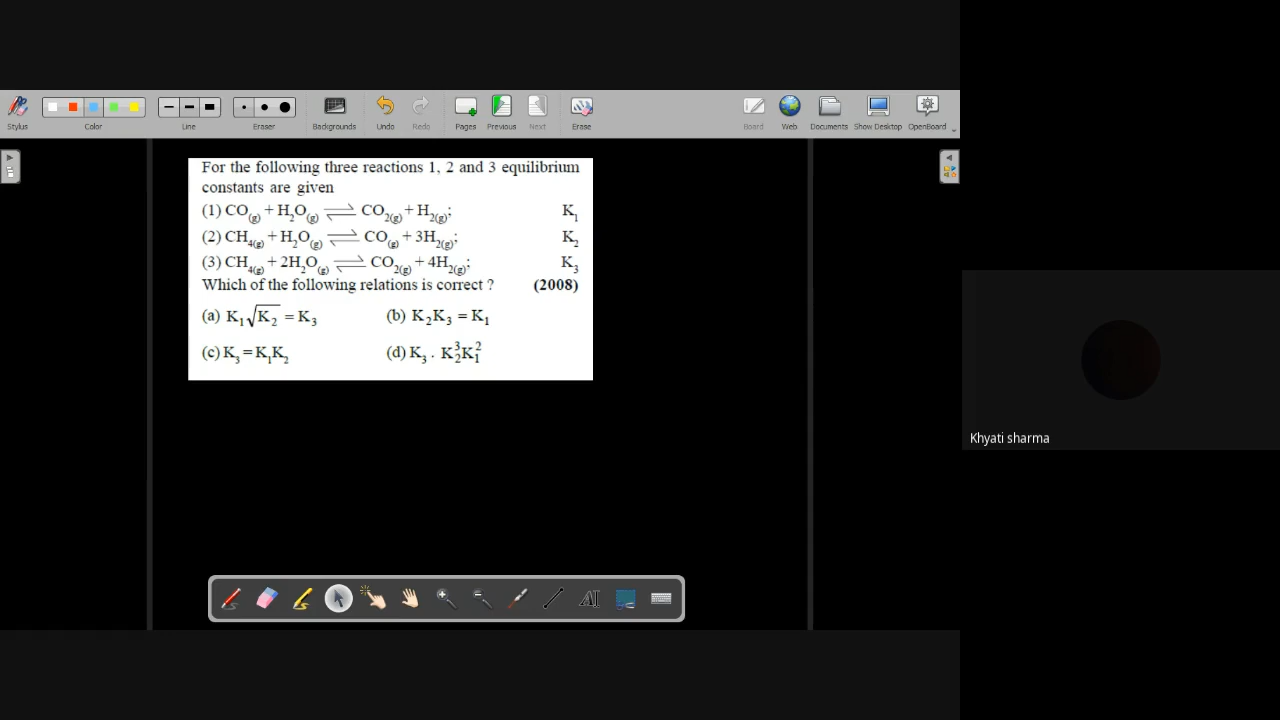 Stylus Color Line Eraser Backgrounds Undo Redo Pages Previous Next Erase Board Web Documents Show Desktop OpenBoard
For the following three reactions 1, 2 and 3 equilibrium
constants are given
(1) CO(g) + H2O(g) ⇌ CO2(g) + H2(g); K1
(2) CH4(g) + H2O(g) ⇌ CO(g) + 3H2(g); K2
(3) CH4(g) + 2H2O(g) ⇌ CO2(g) + 4H2(g); K3
Which of the following relations is correct ? (2008)
(a) K1√K2 = K3 (b) K2K3 = K1
(c) K3 = K1K2 (d) K3 . K2^3K1^2
Khyati sharma
AI